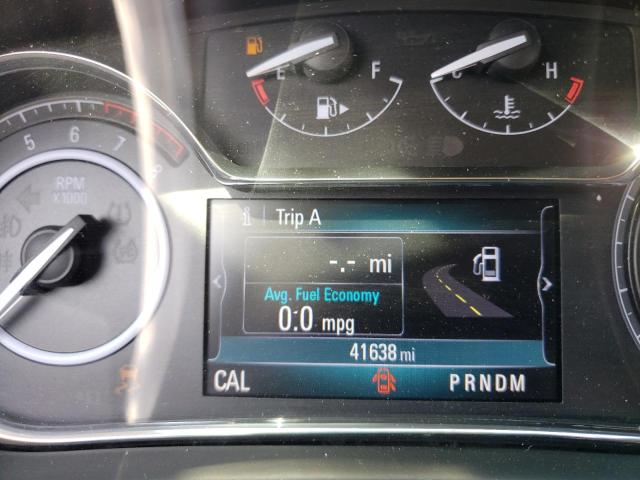 E F
C H
5 6 7 8
RPM
X1000
i Trip A
-.- mi
Avg. Fuel Economy
0.0 mpg
41638 mi
CAL PRNDM